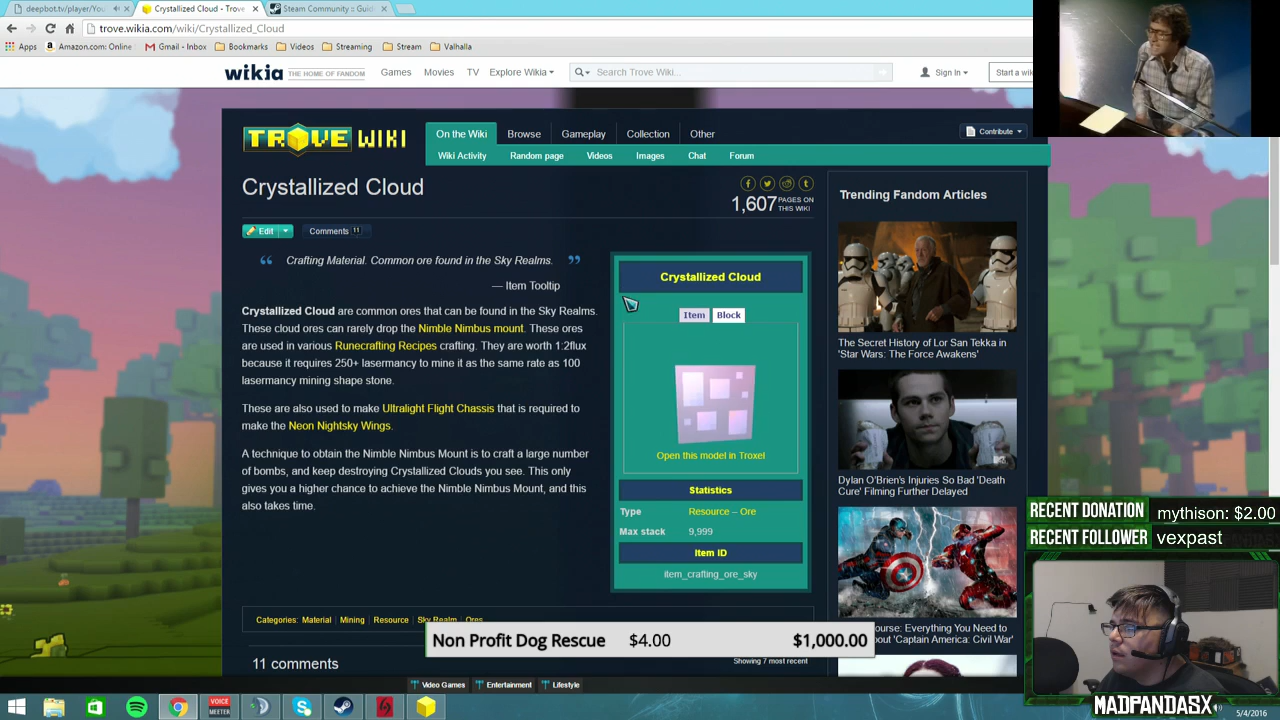 deepbot.tv/player/You
Crystallized Cloud - Trove
Steam Community :: Guid
trove.wikia.com/wiki/Crystallized_Cloud
Apps Amazon.com: Online Gmail - Inbox Bookmarks Videos Streaming Stream Valhalla
wikia THE HOME OF FANDOM Games Movies TV Explore Wikia Search Trove Wiki... Sign In Start a wik
TROVE WIKI
On the Wiki Browse Gameplay Collection Other
Contribute
Wiki Activity Random page Videos Images Chat Forum
Crystallized Cloud
1,607 PAGES ON THIS WIKI
Edit Comments 11
Crafting Material. Common ore found in the Sky Realms.
— Item Tooltip
Crystallized Cloud are common ores that can be found in the Sky Realms.
These cloud ores can rarely drop the Nimble Nimbus mount. These ores
are used in various Runecrafting Recipes crafting. They are worth 1:2flux
because it requires 250+ lasermancy to mine it as the same rate as 100
lasermancy mining shape stone.
These are also used to make Ultralight Flight Chassis that is required to
make the Neon Nightsky Wings.
A technique to obtain the Nimble Nimbus Mount is to craft a large number
of bombs, and keep destroying Crystallized Clouds you see. This only
gives you a higher chance to achieve the Nimble Nimbus Mount, and this
also takes time.
Crystallized Cloud
Item Block
Open this model in Troxel
Statistics
Type Resource – Ore
Max stack 9,999
Item ID
item_crafting_ore_sky
Trending Fandom Articles
The Secret History of Lor San Tekka in
'Star Wars: The Force Awakens'
Dylan O'Brien's Injuries So Bad 'Death
Cure' Filming Further Delayed
ourse: Everything You Need to
bout 'Captain America: Civil War'
Categories: Material Mining Resource Sky Realm Ores
11 comments
Showing 7 most recent
Non Profit Dog Rescue $4.00 $1,000.00
Video Games Entertainment Lifestyle
RECENT DONATION mythison: $2.00
RECENT FOLLOWER vexpast
MADPANDASX
VOICE MEETER
5/4/2016